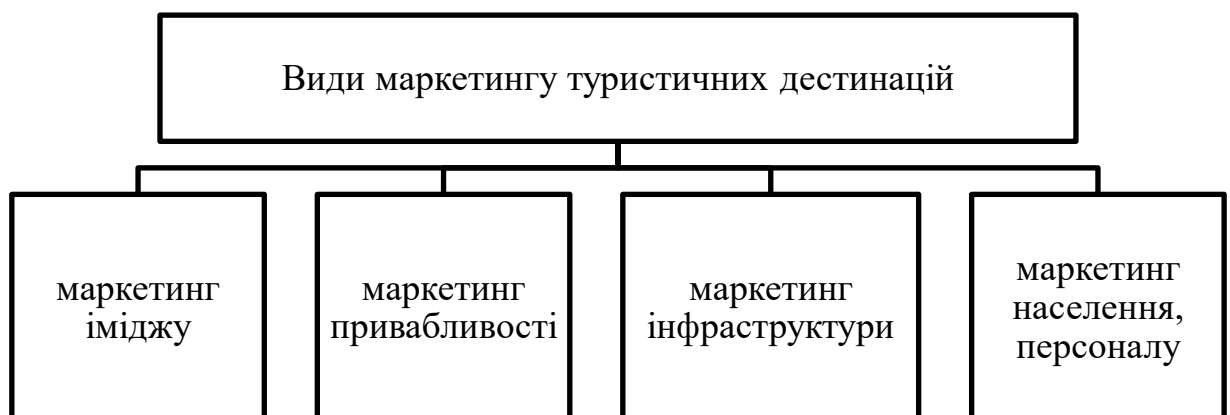 Види маркетингу туристичних дестинацій
маркетинг
іміджу
маркетинг
привабливості
маркетинг
інфраструктури
маркетинг
населення,
персоналу